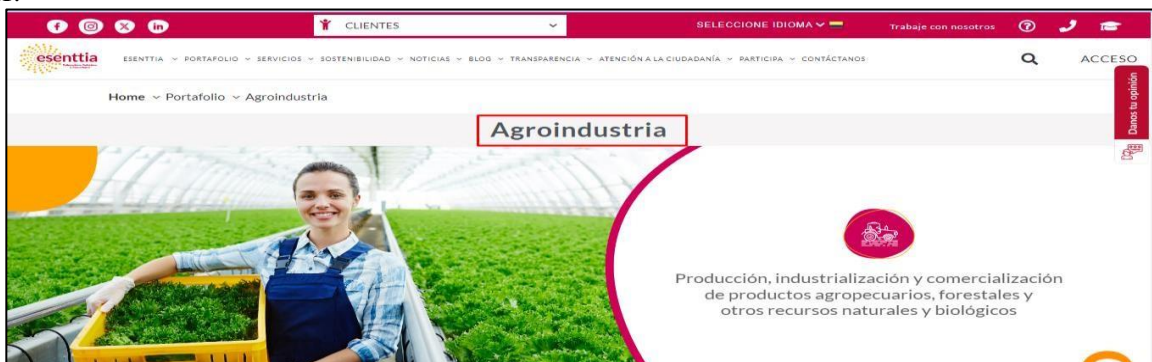 CLIENTES
SELECCIONE IDIOMA
Trabaje con nosotros
esenttia
ESENTTIA
PORTAFOLIO
SERVICIOS
SOSTENIBILIDAD
NOTICIAS
BLOG
TRANSPARENCIA
ATENCIÓN A LA CIUDADANÍA
PARTICIPA
CONTÁCTANOS
ACCESO
Danos tu opinión
Home Portafolio Agroindustria
Agroindustria
Producción, industrialización y comercialización
de productos agropecuarios, forestales y
otros recursos naturales y biológicos